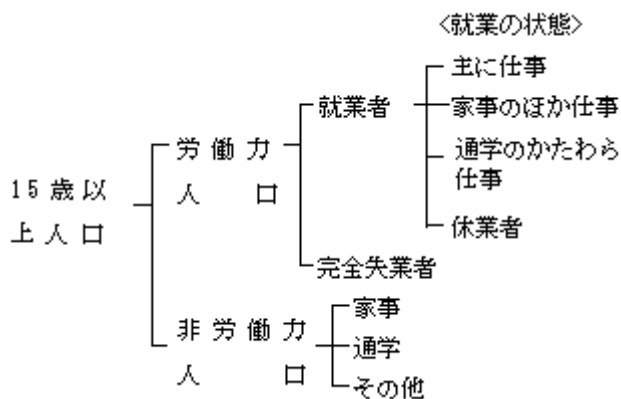 <就業の状態>
主に仕事
就業者
家事のほか仕事
労働力
人口
通学のかたわら
仕事
15歳以
上人口
休業者
完全失業者
家事
非労働力
人口
通学
その他